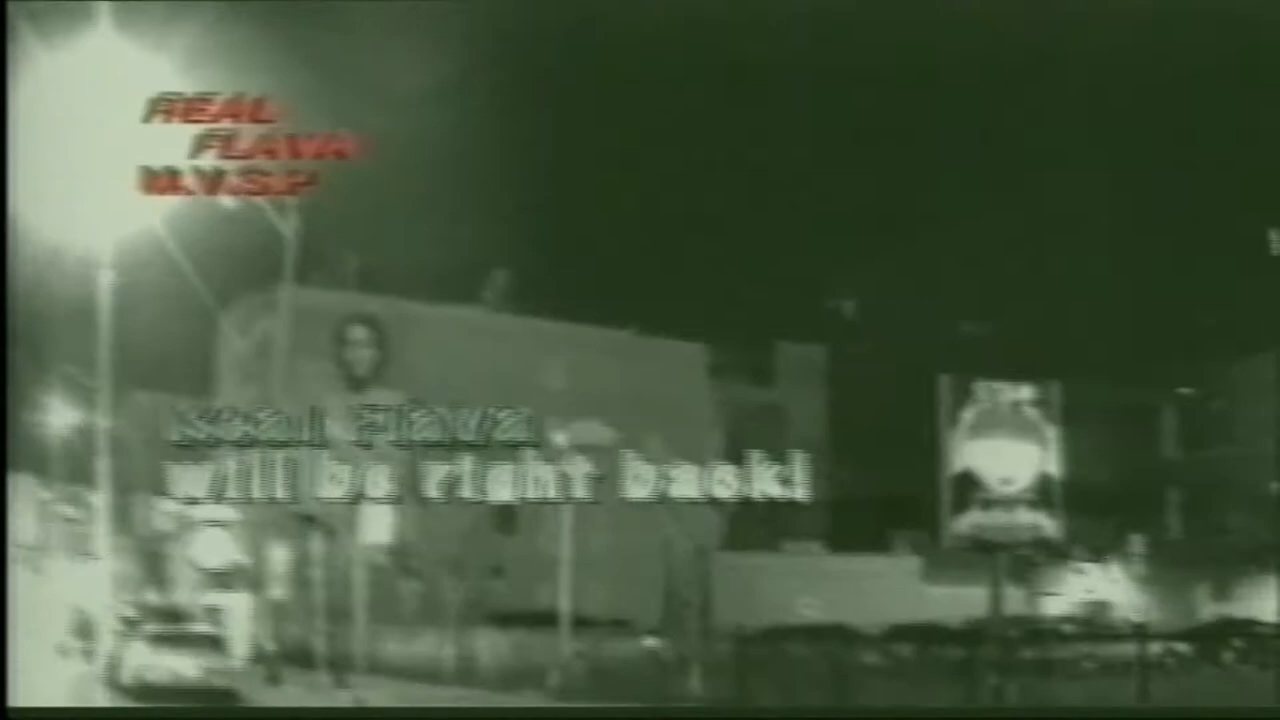 REAL
FLAVA
M.V.S.P
Real Flava
will be right back!